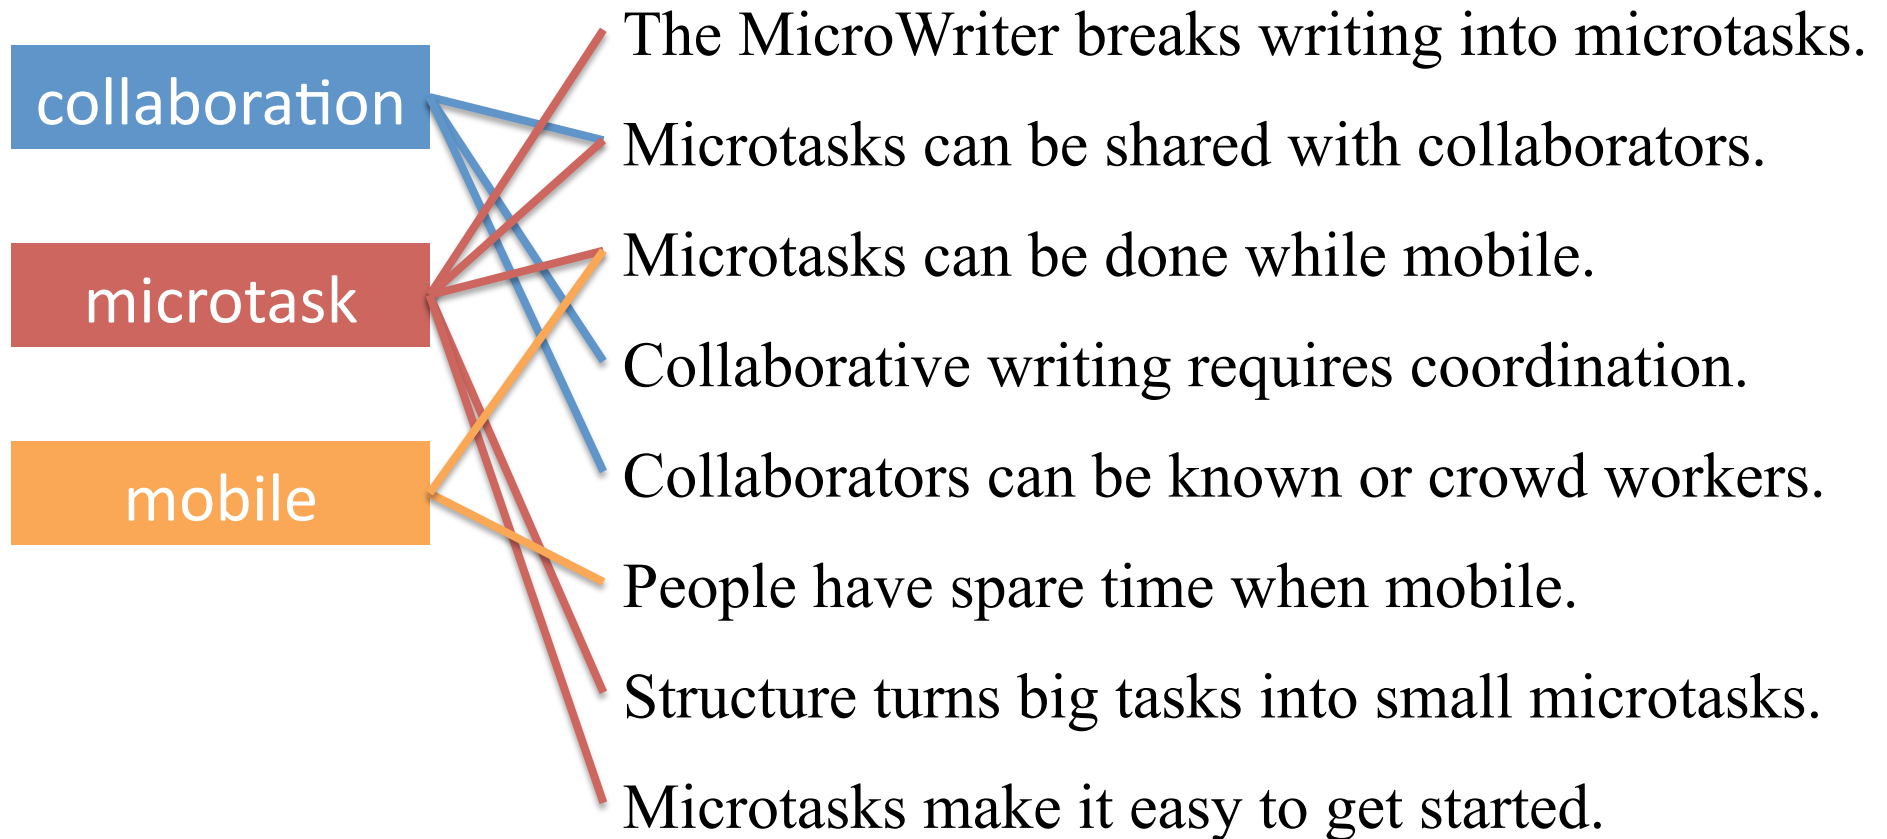 collaboration
microtask
mobile
The MicroWriter breaks writing into microtasks.
Microtasks can be shared with collaborators.
Microtasks can be done while mobile.
Collaborative writing requires coordination.
Collaborators can be known or crowd workers.
People have spare time when mobile.
Structure turns big tasks into small microtasks.
Microtasks make it easy to get started.